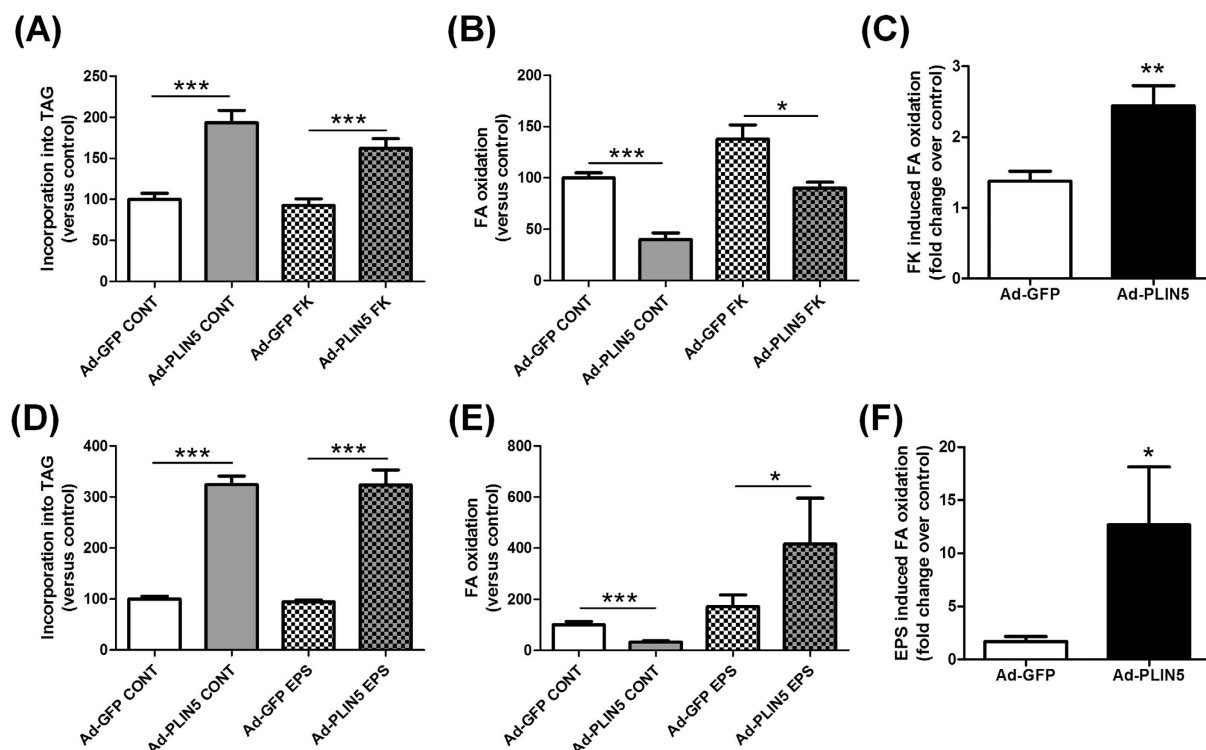 (A)
Incorporation into TAG
(versus control)
250
200
150
100
50
0
***
***
Ad-GFP CONT
Ad-PLIN5 CONT
Ad-GFP FK
Ad-PLIN5 FK
(B)
FA oxidation
(versus control)
200
150
100
50
0
***
*
Ad-GFP CONT
Ad-PLIN5 CONT
Ad-GFP FK
Ad-PLIN5 FK
(C)
FK induced FA oxidation
(fold change over control)
3
2
1
0
**
Ad-GFP
Ad-PLIN5
(D)
Incorporation into TAG
(versus control)
400
300
200
100
0
***
***
Ad-GFP CONT
Ad-PLIN5 CONT
Ad-GFP EPS
Ad-PLIN5 EPS
(E)
FA oxidation
(versus control)
800
600
400
200
0
***
*
Ad-GFP CONT
Ad-PLIN5 CONT
Ad-GFP EPS
Ad-PLIN5 EPS
(F)
EPS induced FA oxidation
(fold change over control)
20
15
10
5
0
*
Ad-GFP
Ad-PLIN5